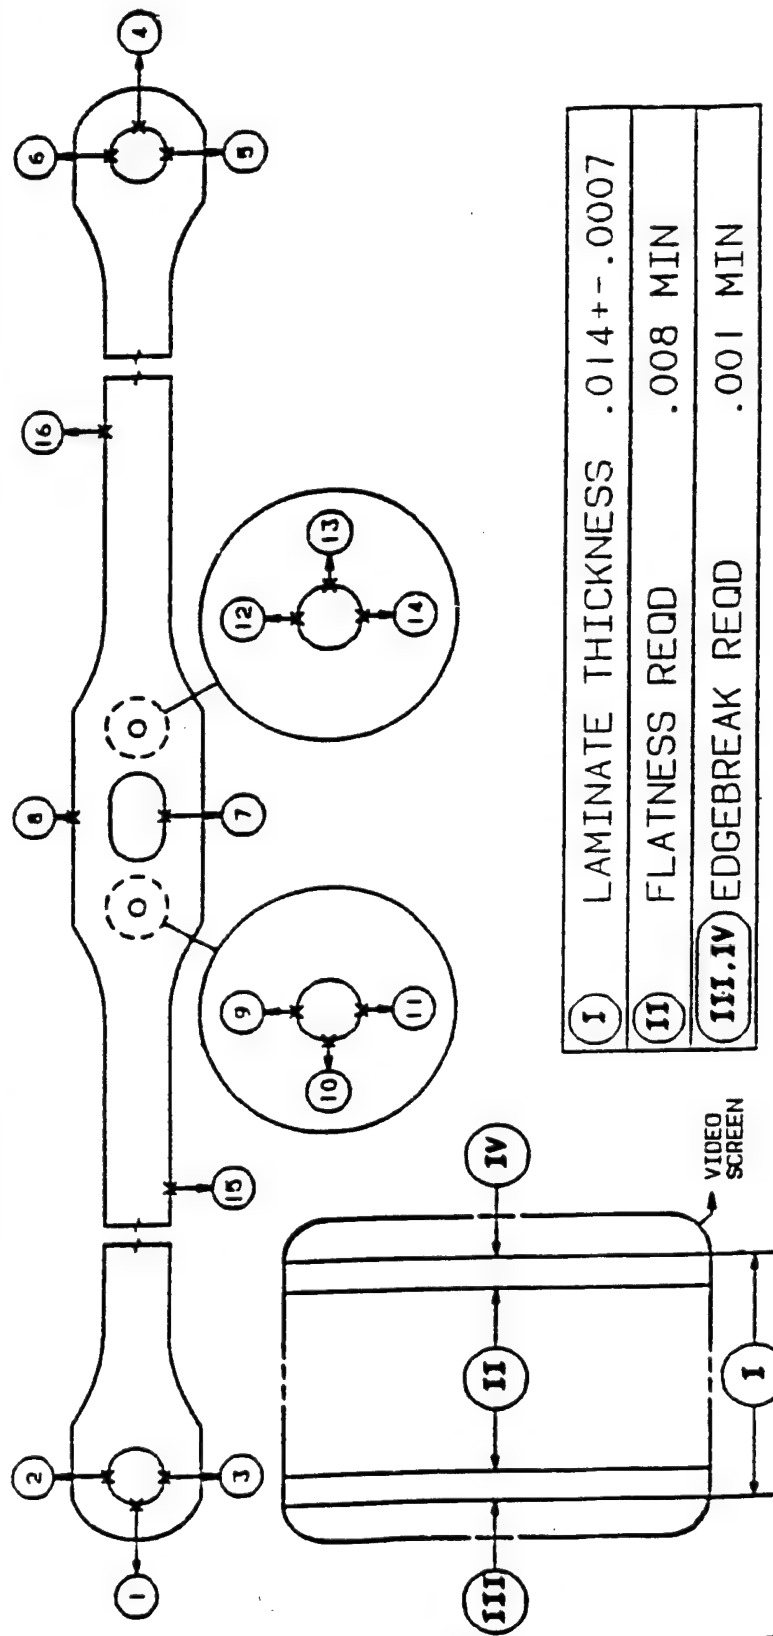 2
8
16
6
1
4
3
15
7
5
9
10
11
12
13
14
III
II
IV
I
VIDEO
SCREEN
I LAMINATE THICKNESS .014+-.0007
II FLATNESS REQD .008 MIN
III.IV EDGEBREAK REQD .001 MIN